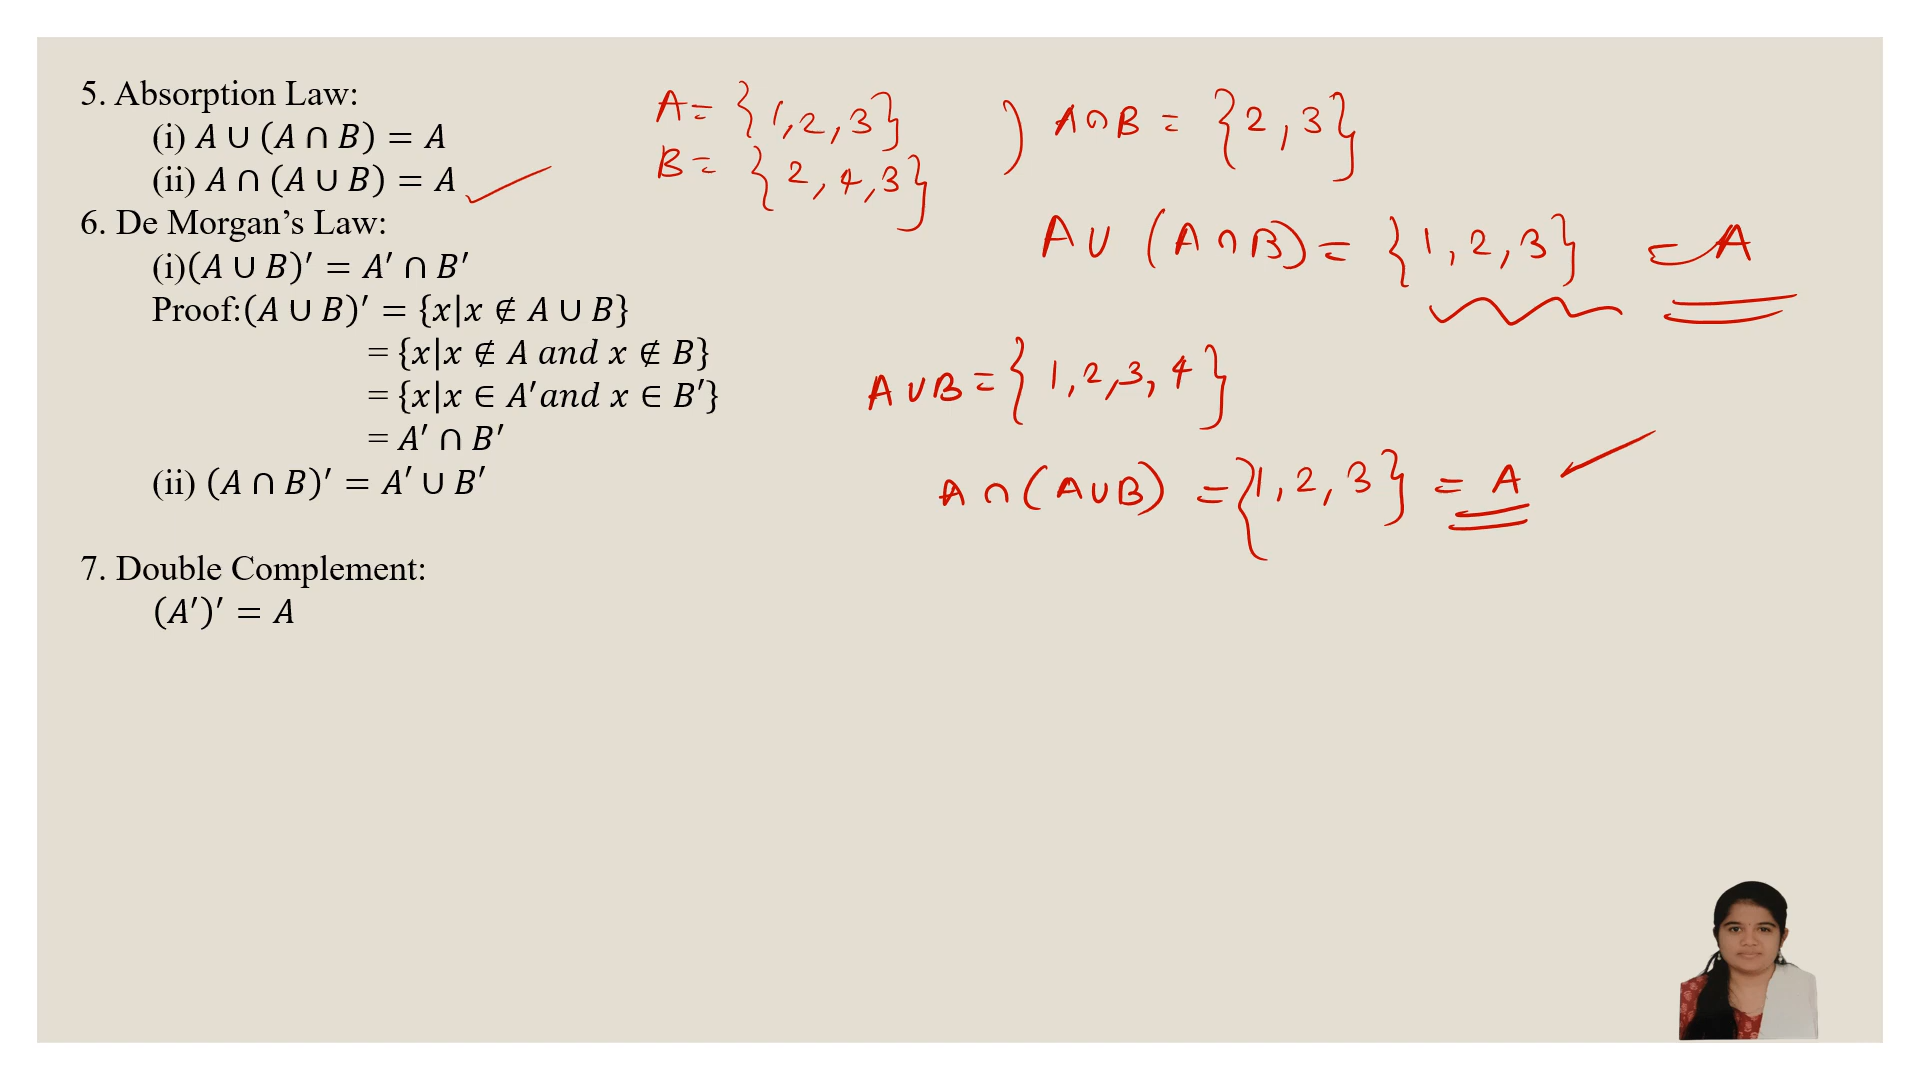 5. Absorption Law:
(i) A ∪ (A ∩ B) = A
(ii) A ∩ (A ∪ B) = A
6. De Morgan’s Law:
(i)(A ∪ B)′ = A′ ∩ B′
Proof:(A ∪ B)′ = {x|x ∉ A ∪ B}
= {x|x ∉ A and x ∉ B}
= {x|x ∈ A′and x ∈ B′}
= A′ ∩ B′
(ii) (A ∩ B)′ = A′ ∪ B′
7. Double Complement:
(A′)′ = A
A = {1,2,3}
B = {2,4,3}
) A∩B = {2,3}
A∪ (A∩B) = {1,2,3} = A
A∪B = {1,2,3,4}
A∩(A∪B) = {1,2,3} = A